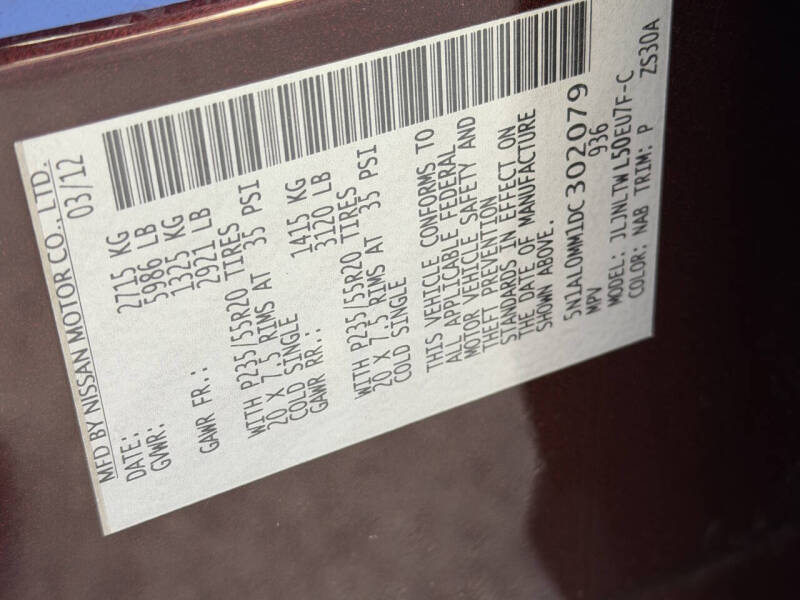 MFD BY NISSAN MOTOR CO., LTD.
DATE: 03/12
GVWR: 2715 KG
5986 LB
GAWR FR.: 1325 KG
2921 LB
WITH P235/55R20 TIRES
20 X 7.5 RIMS AT 35 PSI
COLD SINGLE
GAWR RR.: 1415 KG
3120 LB
WITH P235/55R20 TIRES
20 X 7.5 RIMS AT 35 PSI
COLD SINGLE
THIS VEHICLE CONFORMS TO
ALL APPLICABLE FEDERAL
MOTOR VEHICLE SAFETY AND
THEFT PREVENTION
STANDARDS IN EFFECT ON
THE DATE OF MANUFACTURE
SHOWN ABOVE.
5N1AL0MM1DC302079
MPV 936
MODEL: JLJNLTWL50EU7F-C
COLOR: NAB TRIM: P ZS30A